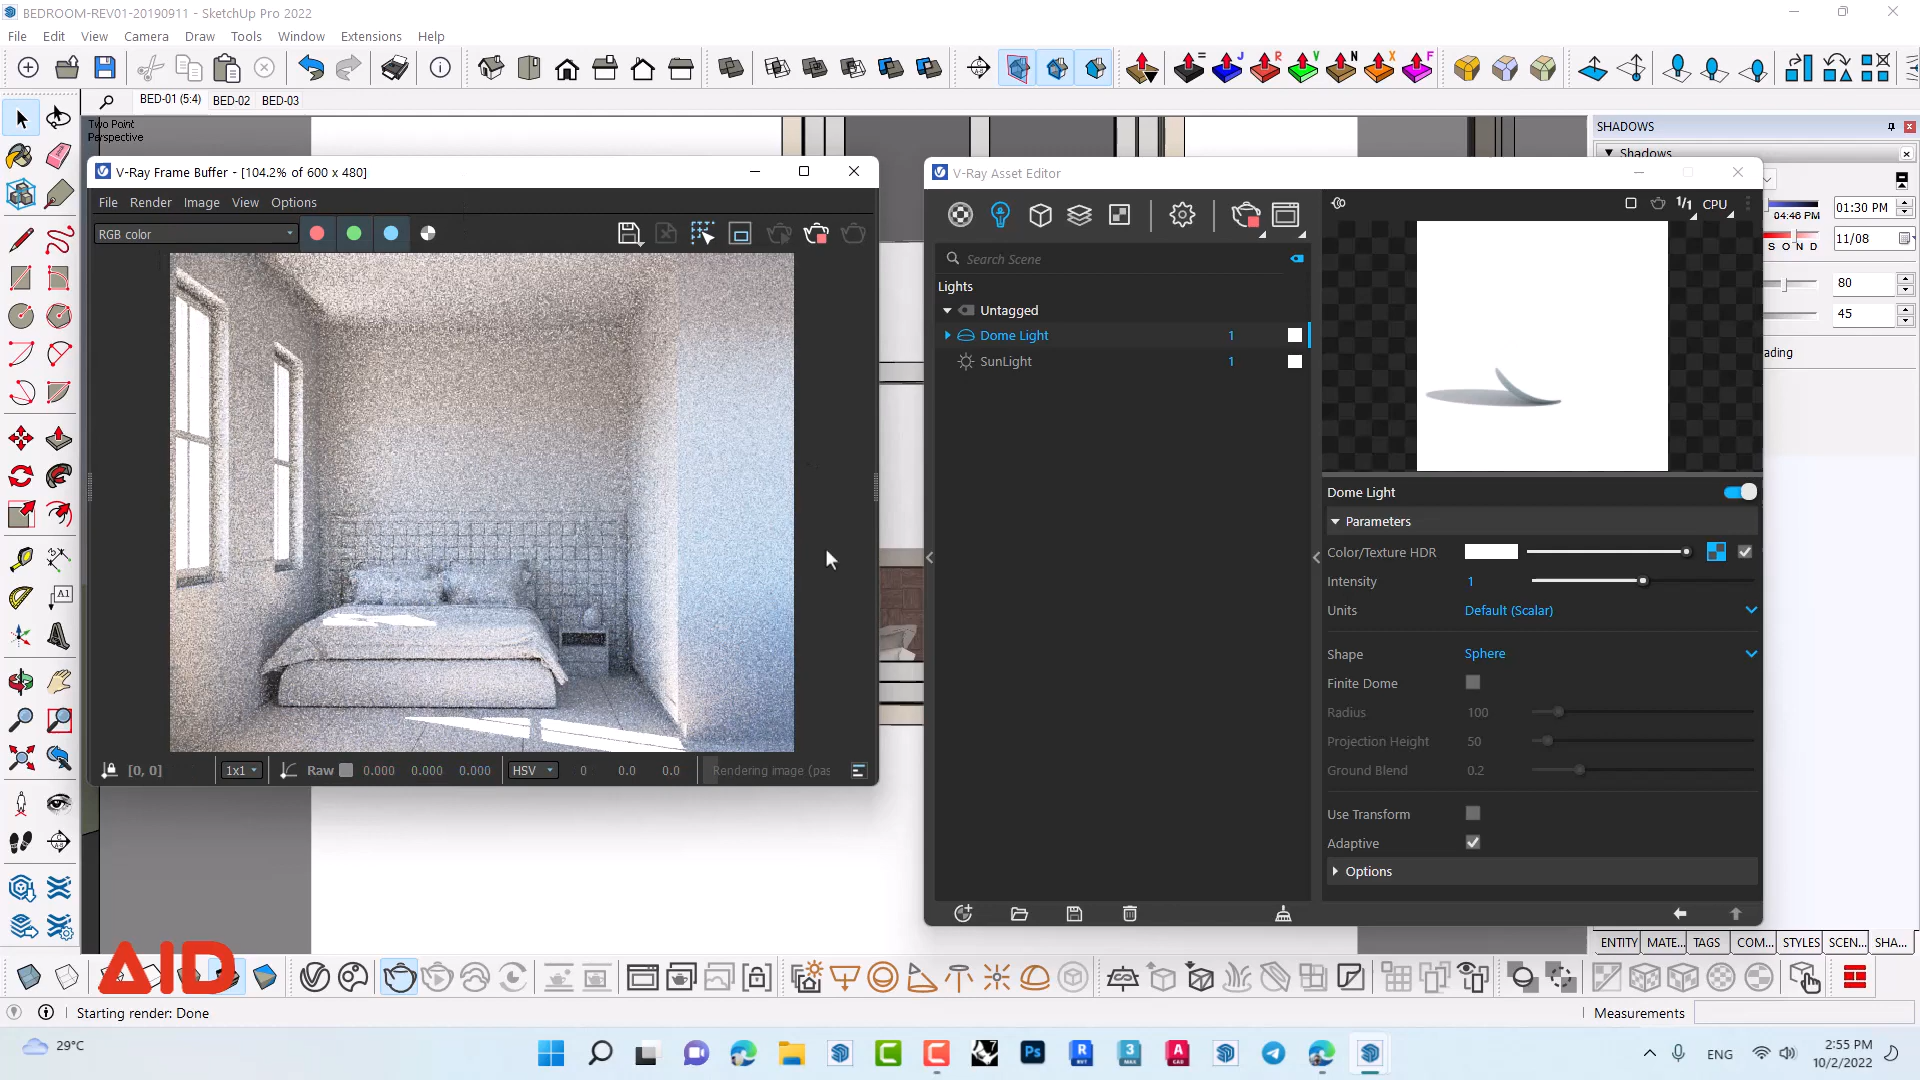 BEDROOM-REV01-20190911 - SketchUp Pro 2022
File Edit View Camera Draw Tools Window Extensions Help
BED-01 (5:4) BED-02 BED-03
Two Point
Perspective
SHADOWS
Shadows
V-Ray Frame Buffer - [104.2% of 600 x 480]
File Render Image View Options
RGB color
[0, 0] 1x1 Raw 0.000 0.000 0.000 HSV 0 0.0 0.0 Rendering image (pas
V-Ray Asset Editor
1/1 CPU
Search Scene
Lights
Untagged
Dome Light 1
SunLight 1
Dome Light
Parameters
Color/Texture HDR
Intensity 1
Units Default (Scalar)
Shape Sphere
Finite Dome
Radius 100
Projection Height 50
Ground Blend 0.2
Use Transform
Adaptive
Options
04:46 PM 01:30 PM
S O N D 11/08
80
45
ading
ENTITY MATE... TAGS COM... STYLES SCEN... SHA...
AID
Starting render: Done
Measurements
29°C
ENG
2:55 PM
10/2/2022